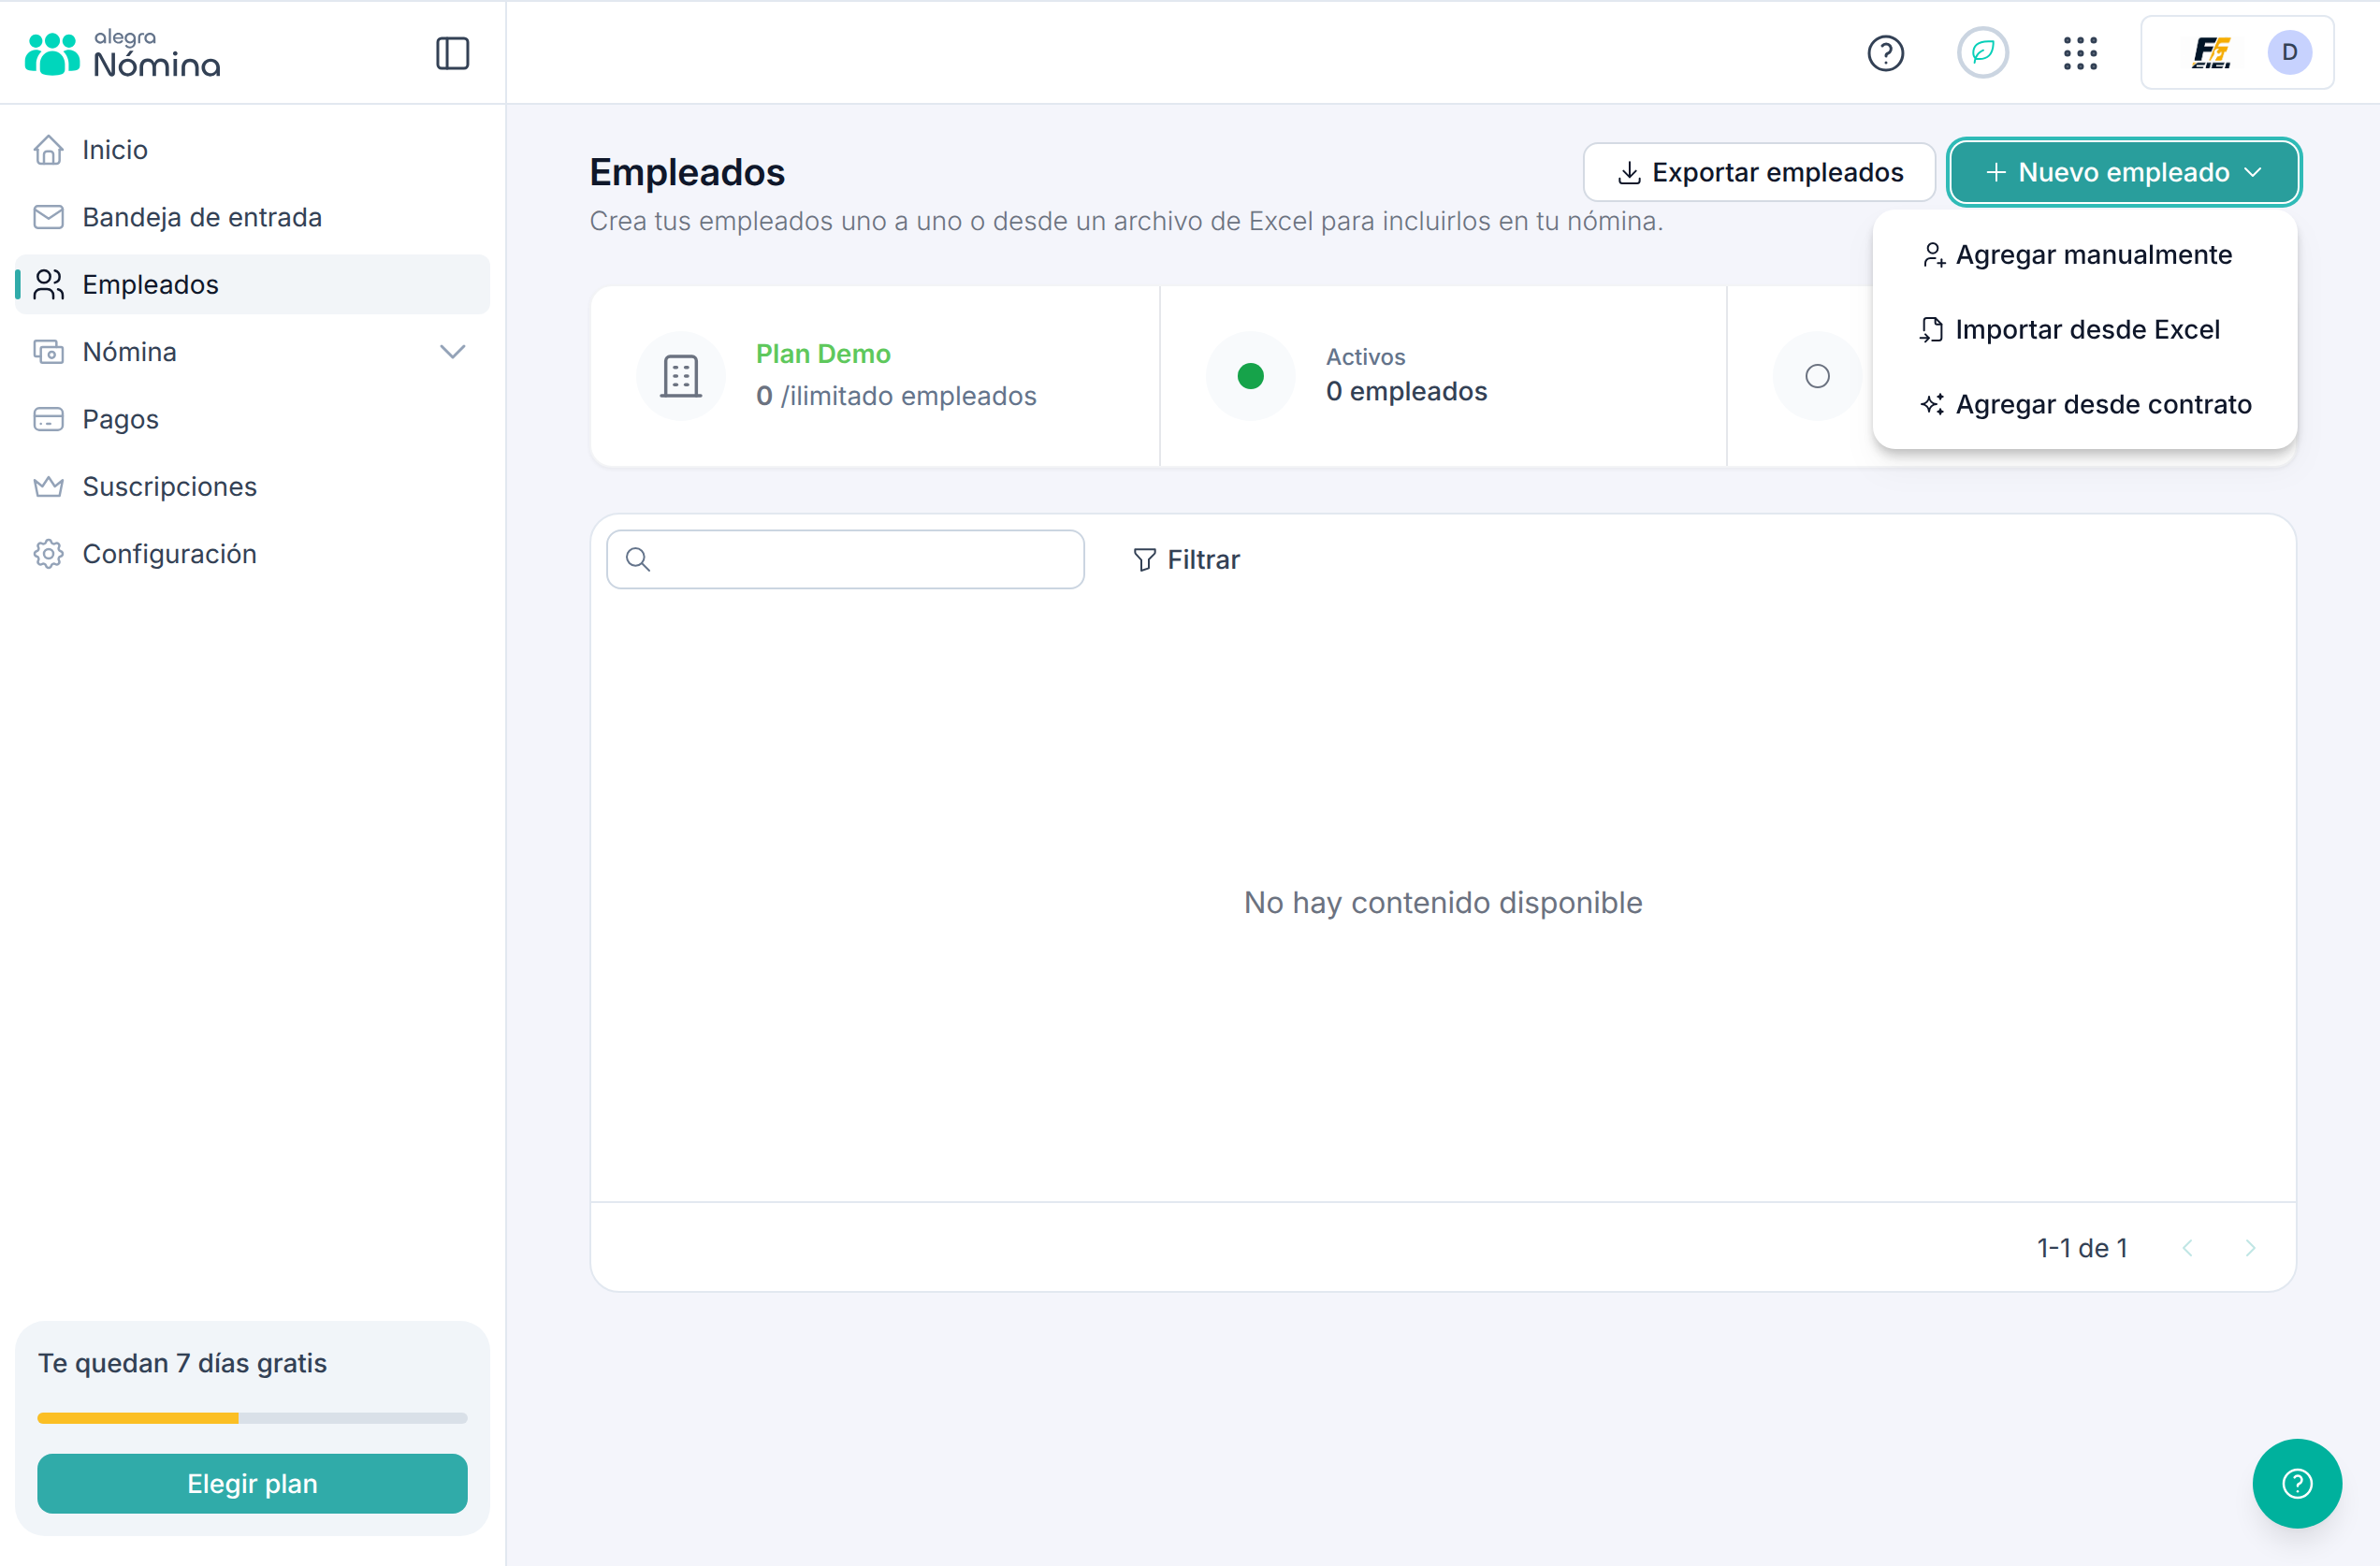 alegra
Nómina
D
Inicio
Bandeja de entrada
Empleados
Nómina
Pagos
Suscripciones
Configuración
Te quedan 7 días gratis
Elegir plan
Empleados
Crea tus empleados uno a uno o desde un archivo de Excel para incluirlos en tu nómina.
Exportar empleados
Nuevo empleado
Agregar manualmente
Importar desde Excel
Agregar desde contrato
Plan Demo
0 /ilimitado empleados
Activos
0 empleados
Filtrar
No hay contenido disponible
1-1 de 1